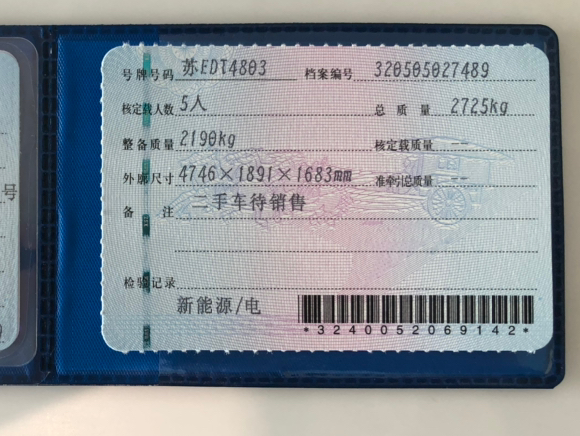 号牌号码 苏EDT4803 档案编号 320505027489
核定载人数 5人 总质量 2725kg
整备质量 2190kg 核定载质量 --
外廓尺寸 4746×1891×1683mm 准牵引总质量 --
备注 二手车待销售
检验记录
新能源/电
*3240052069142*
号